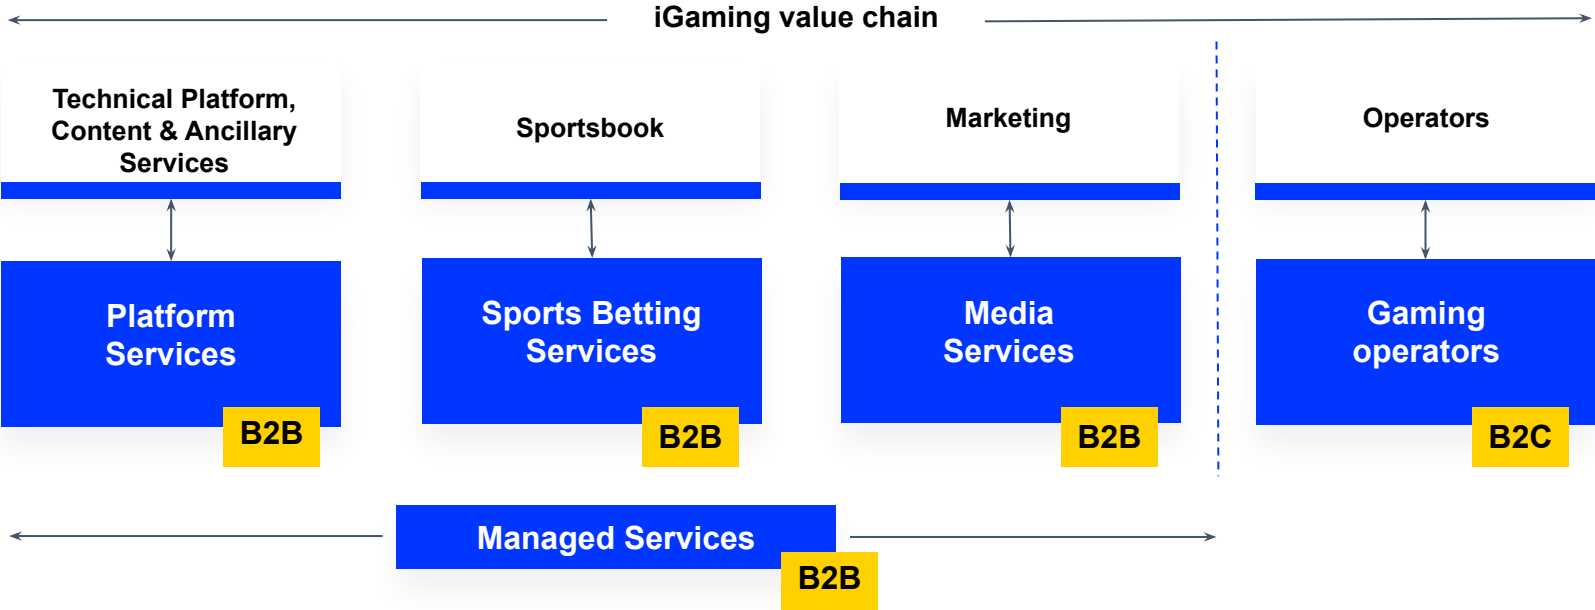 iGaming value chain
Technical Platform,
Content & Ancillary
Services
Sportsbook
Marketing
Operators
Platform
Services
B2B
Sports Betting
Services
B2B
Media
Services
B2B
Gaming
operators
B2C
Managed Services
B2B